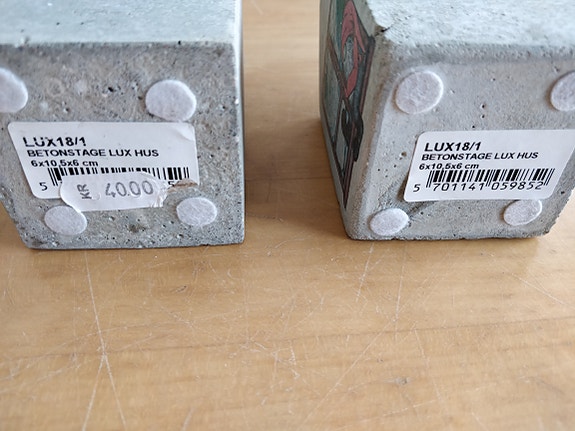 LUX18/1
BETONSTAGE LUX HUS
6x10,5x6 cm
5
KR 40.00
LUX18/1
BETONSTAGE LUX HUS
6x10,5x6 cm
5 701141 059852